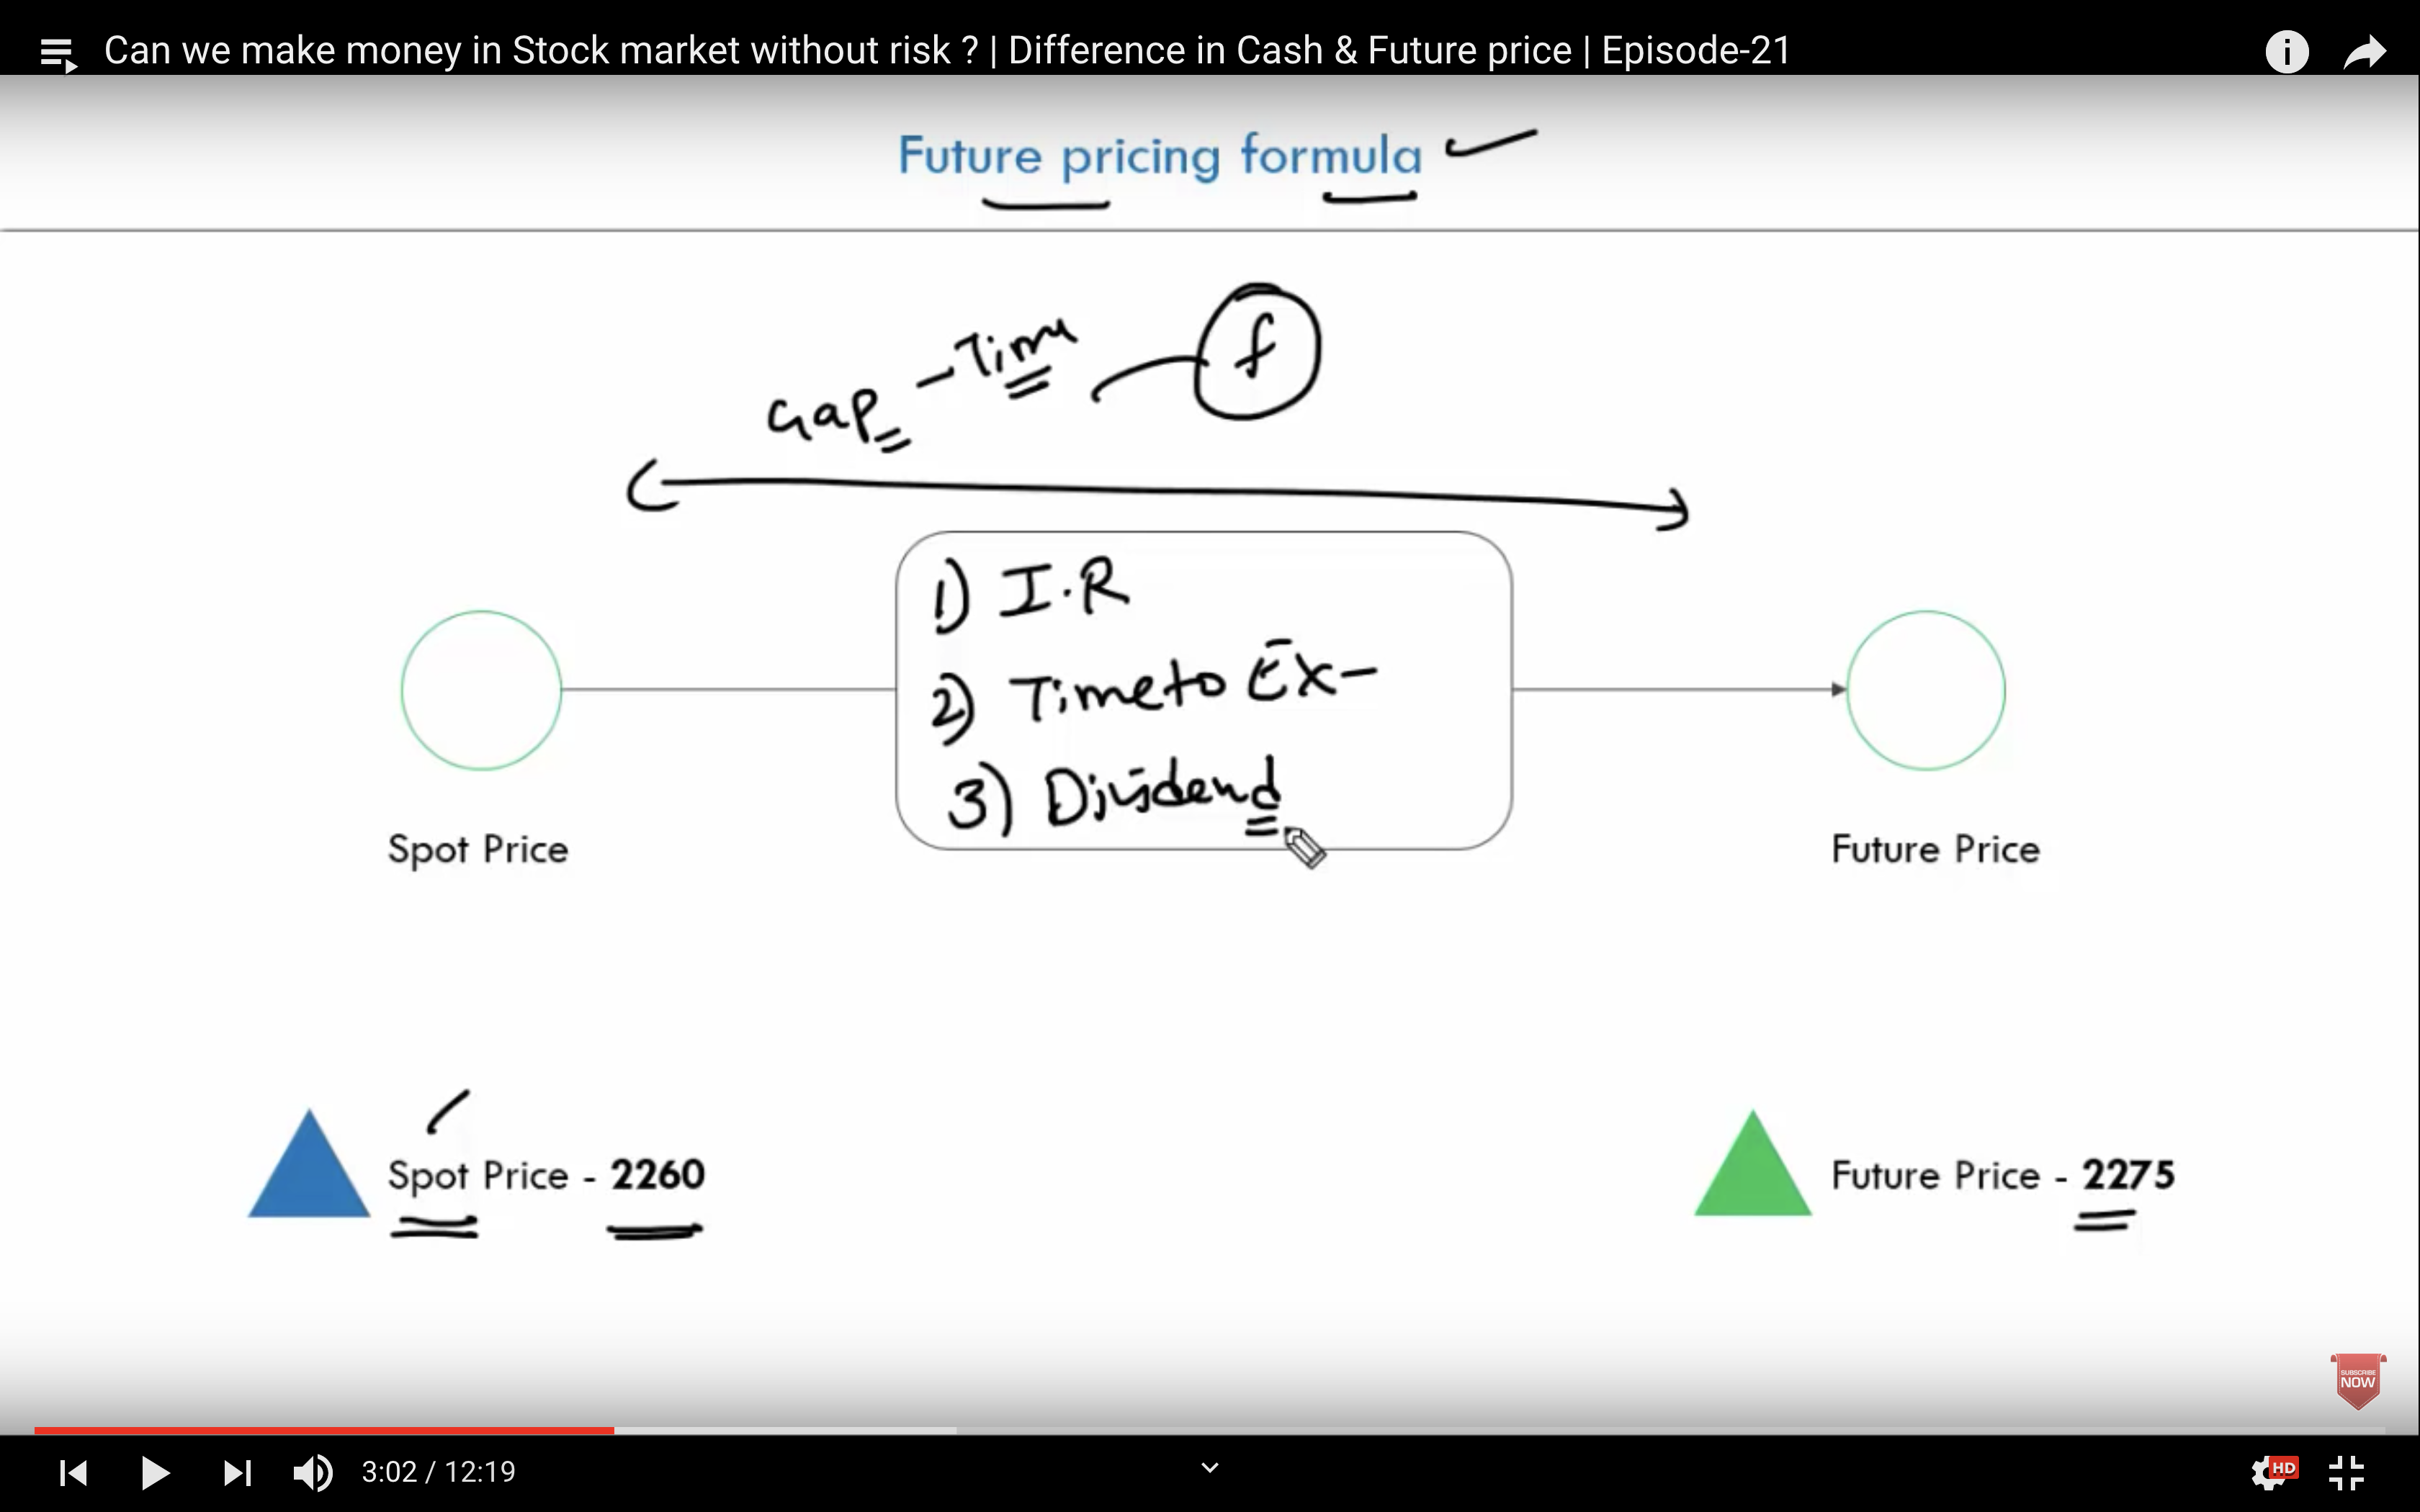 Can we make money in Stock market without risk ? | Difference in Cash & Future price | Episode-21
Future pricing formula
Gap - Time
f
1) I.R
2) Time to Ex-
3) Dividend
Spot Price
Future Price
Spot Price - 2260
Future Price - 2275
SUBSCRIBE
NOW
3:02 / 12:19
HD